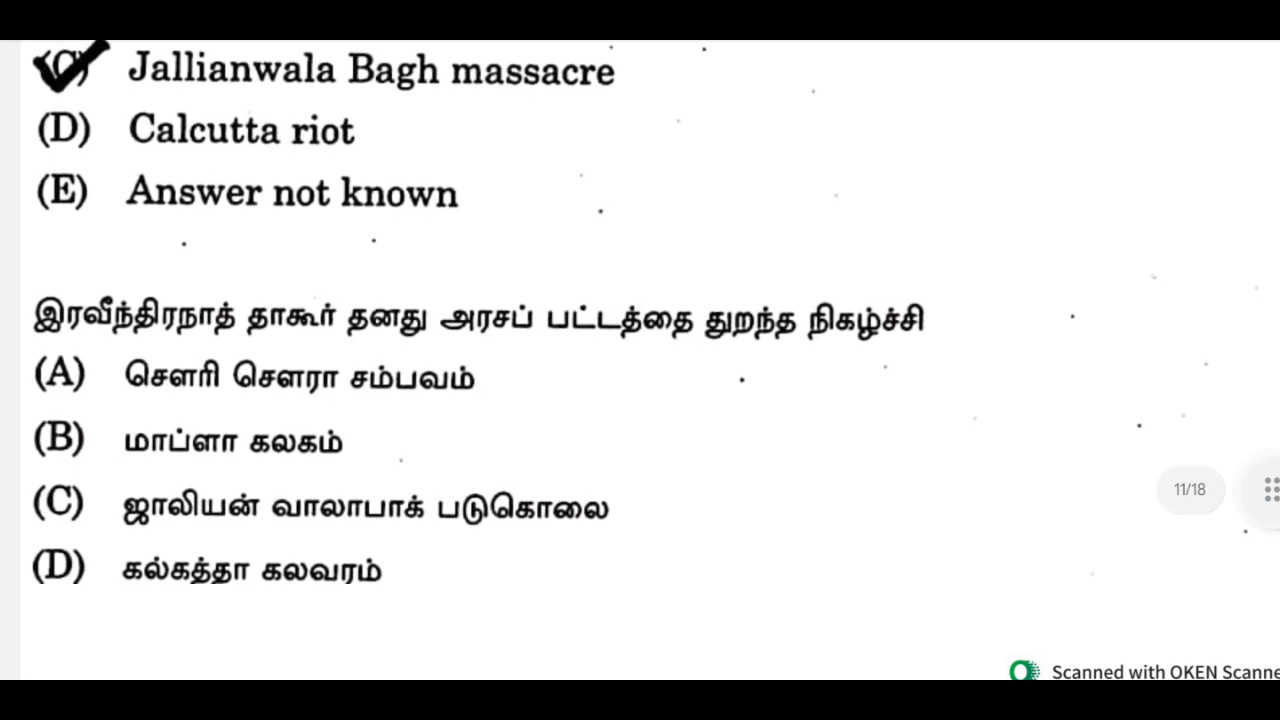 (C) Jallianwala Bagh massacre
(D) Calcutta riot
(E) Answer not known
இரவீந்திரநாத் தாகூர் தனது அரசப் பட்டத்தை துறந்த நிகழ்ச்சி
(A) சௌரி சௌரா சம்பவம்
(B) மாப்ளா கலகம்
(C) ஜாலியன் வாலாபாக் படுகொலை
(D) கல்கத்தா கலவரம்
11/18
Scanned with OKEN Scanne